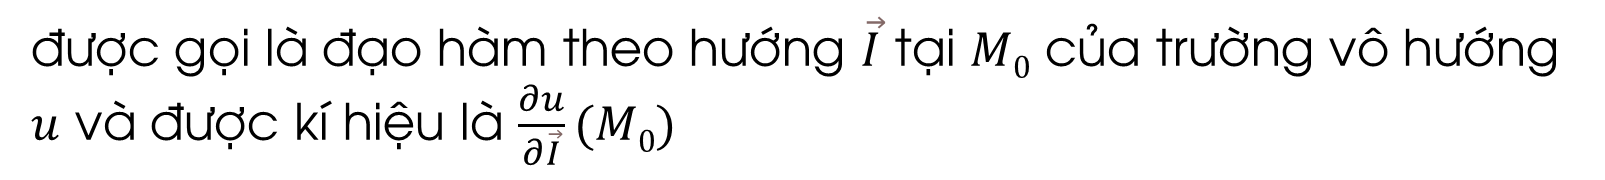 được gọi là đạo hàm theo hướng $\vec{I}$ tại $M_0$ của trường vô hướng
$u$ và được kí hiệu là $\frac{\partial u}{\partial \vec{I}}(M_0)$